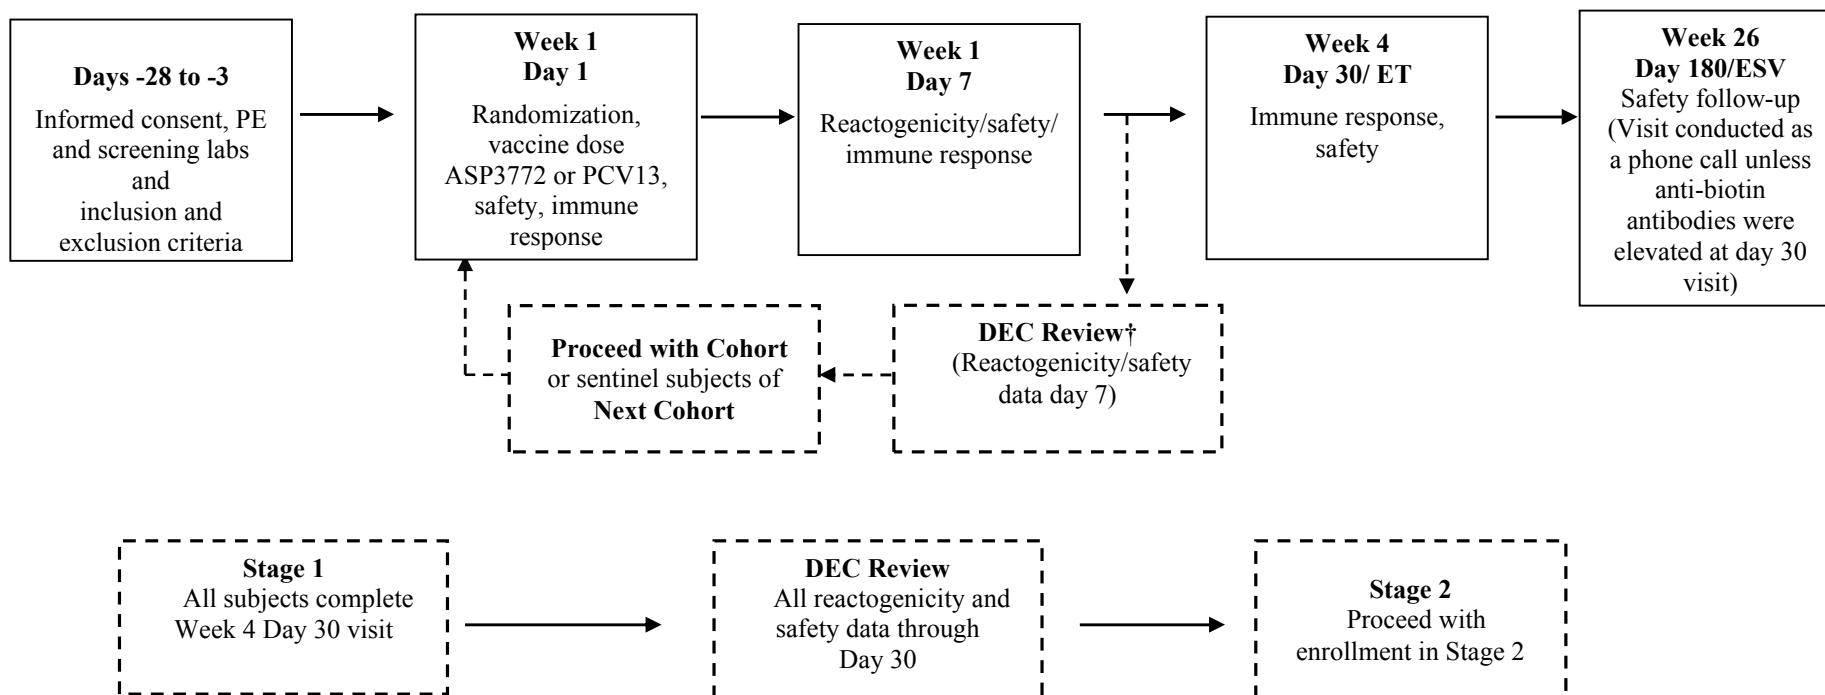 Days -28 to -3
Informed consent, PE
and screening labs
and
inclusion and
exclusion criteria
Week 1
Day 1
Randomization,
vaccine dose
ASP3772 or PCV13,
safety, immune
response
Week 1
Day 7
Reactogenicity/safety/
immune response
Week 4
Day 30/ ET
Immune response,
safety
Week 26
Day 180/ESV
Safety follow-up
(Visit conducted as
a phone call unless
anti-biotin
antibodies were
elevated at day 30
visit)
Proceed with Cohort
or sentinel subjects of
Next Cohort
DEC Review†
(Reactogenicity/safety
data day 7)
Stage 1
All subjects complete
Week 4 Day 30 visit
DEC Review
All reactogenicity and
safety data through
Day 30
Stage 2
Proceed with
enrollment in Stage 2